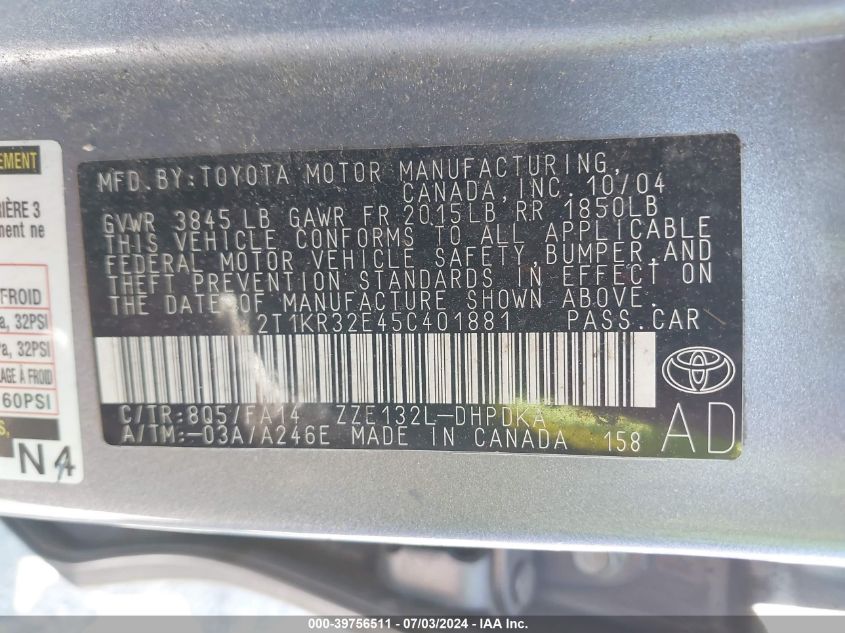 EMENT
RIÈRE 3
ment ne
FROID
a, 32PSI
a, 32PSI
LAGE À FROID
60PSI
S.
N4
MFD.BY:TOYOTA MOTOR MANUFACTURING,
CANADA, INC. 10/04
GVWR 3845 LB GAWR FR 2015LB RR 1850LB
THIS VEHICLE CONFORMS TO ALL APPLICABLE
FEDERAL MOTOR VEHICLE SAFETY,BUMPER,AND
THEFT PREVENTION STANDARDS IN EFFECT ON
THE DATE OF MANUFACTURE SHOWN ABOVE.
2T1KR32E45C401881 PASS.CAR
C/TR:8Q5/FA14 ZZE132L-DHPDKA
A/TM:-03A/A246E MADE IN CANADA 158
AD
000-39756511 - 07/03/2024 - IAA Inc.